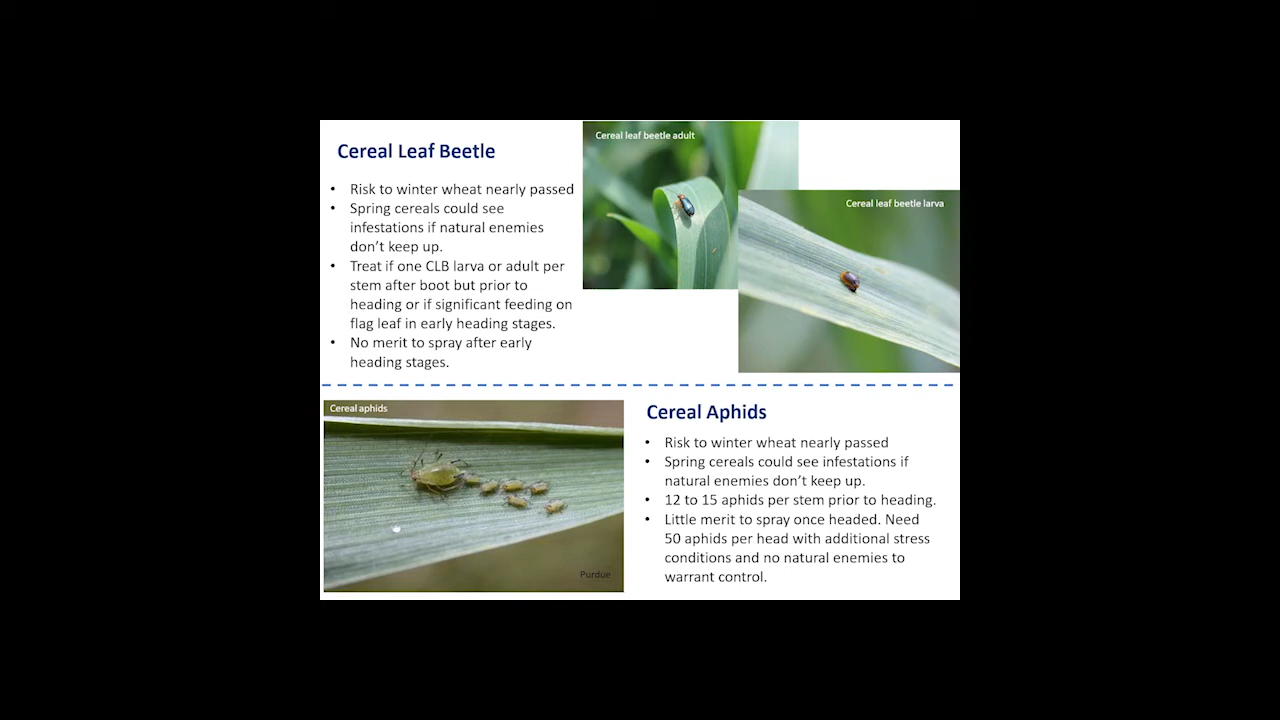 Cereal Leaf Beetle
• Risk to winter wheat nearly passed
• Spring cereals could see
infestations if natural enemies
don't keep up.
• Treat if one CLB larva or adult per
stem after boot but prior to
heading or if significant feeding on
flag leaf in early heading stages.
• No merit to spray after early
heading stages.
Cereal leaf beetle adult
Cereal leaf beetle larva
Cereal aphids
Purdue
Cereal Aphids
• Risk to winter wheat nearly passed
• Spring cereals could see infestations if
natural enemies don't keep up.
• 12 to 15 aphids per stem prior to heading.
• Little merit to spray once headed. Need
50 aphids per head with additional stress
conditions and no natural enemies to
warrant control.